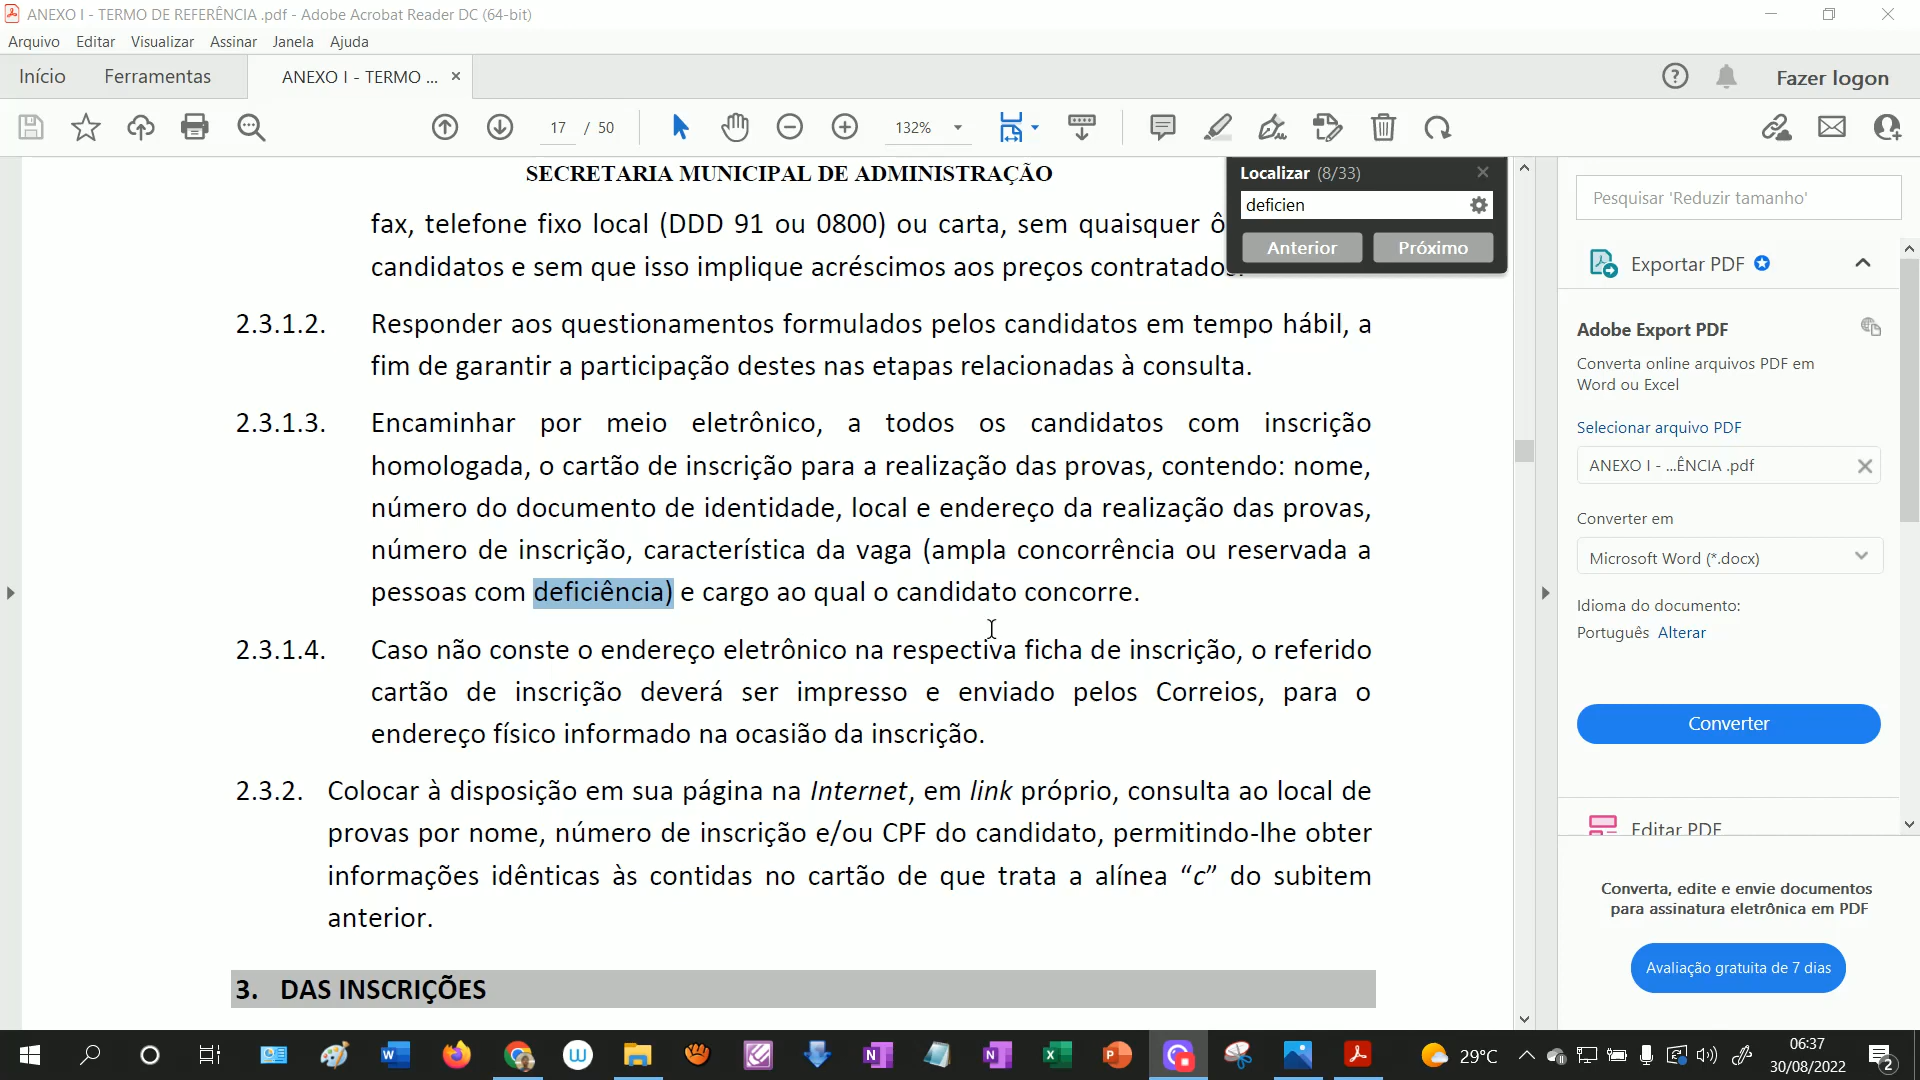 ANEXO I - TERMO DE REFERÊNCIA .pdf - Adobe Acrobat Reader DC (64-bit)
Arquivo Editar Visualizar Assinar Janela Ajuda
Início Ferramentas ANEXO I - TERMO ... × Fazer logon
17 / 50 132%
SECRETARIA MUNICIPAL DE ADMINISTRAÇÃO
Localizar (8/33)
deficien
Anterior Próximo
fax, telefone fixo local (DDD 91 ou 0800) ou carta, sem quaisquer
candidatos e sem que isso implique acréscimos aos preços contratados.
2.3.1.2. Responder aos questionamentos formulados pelos candidatos em tempo hábil, a
fim de garantir a participação destes nas etapas relacionadas à consulta.
2.3.1.3. Encaminhar por meio eletrônico, a todos os candidatos com inscrição
homologada, o cartão de inscrição para a realização das provas, contendo: nome,
número do documento de identidade, local e endereço da realização das provas,
número de inscrição, característica da vaga (ampla concorrência ou reservada a
pessoas com deficiência) e cargo ao qual o candidato concorre.
2.3.1.4. Caso não conste o endereço eletrônico na respectiva ficha de inscrição, o referido
cartão de inscrição deverá ser impresso e enviado pelos Correios, para o
endereço físico informado na ocasião da inscrição.
2.3.2. Colocar à disposição em sua página na Internet, em link próprio, consulta ao local de
provas por nome, número de inscrição e/ou CPF do candidato, permitindo-lhe obter
informações idênticas às contidas no cartão de que trata a alínea “c” do subitem
anterior.
3. DAS INSCRIÇÕES
Pesquisar 'Reduzir tamanho'
Exportar PDF
Adobe Export PDF
Converta online arquivos PDF em
Word ou Excel
Selecionar arquivo PDF
ANEXO I - ...ÊNCIA .pdf
Converter em
Microsoft Word (*.docx)
Idioma do documento:
Português Alterar
Converter
Editar PDF
Converta, edite e envie documentos
para assinatura eletrônica em PDF
Avaliação gratuita de 7 dias
29°C
06:37
30/08/2022
2